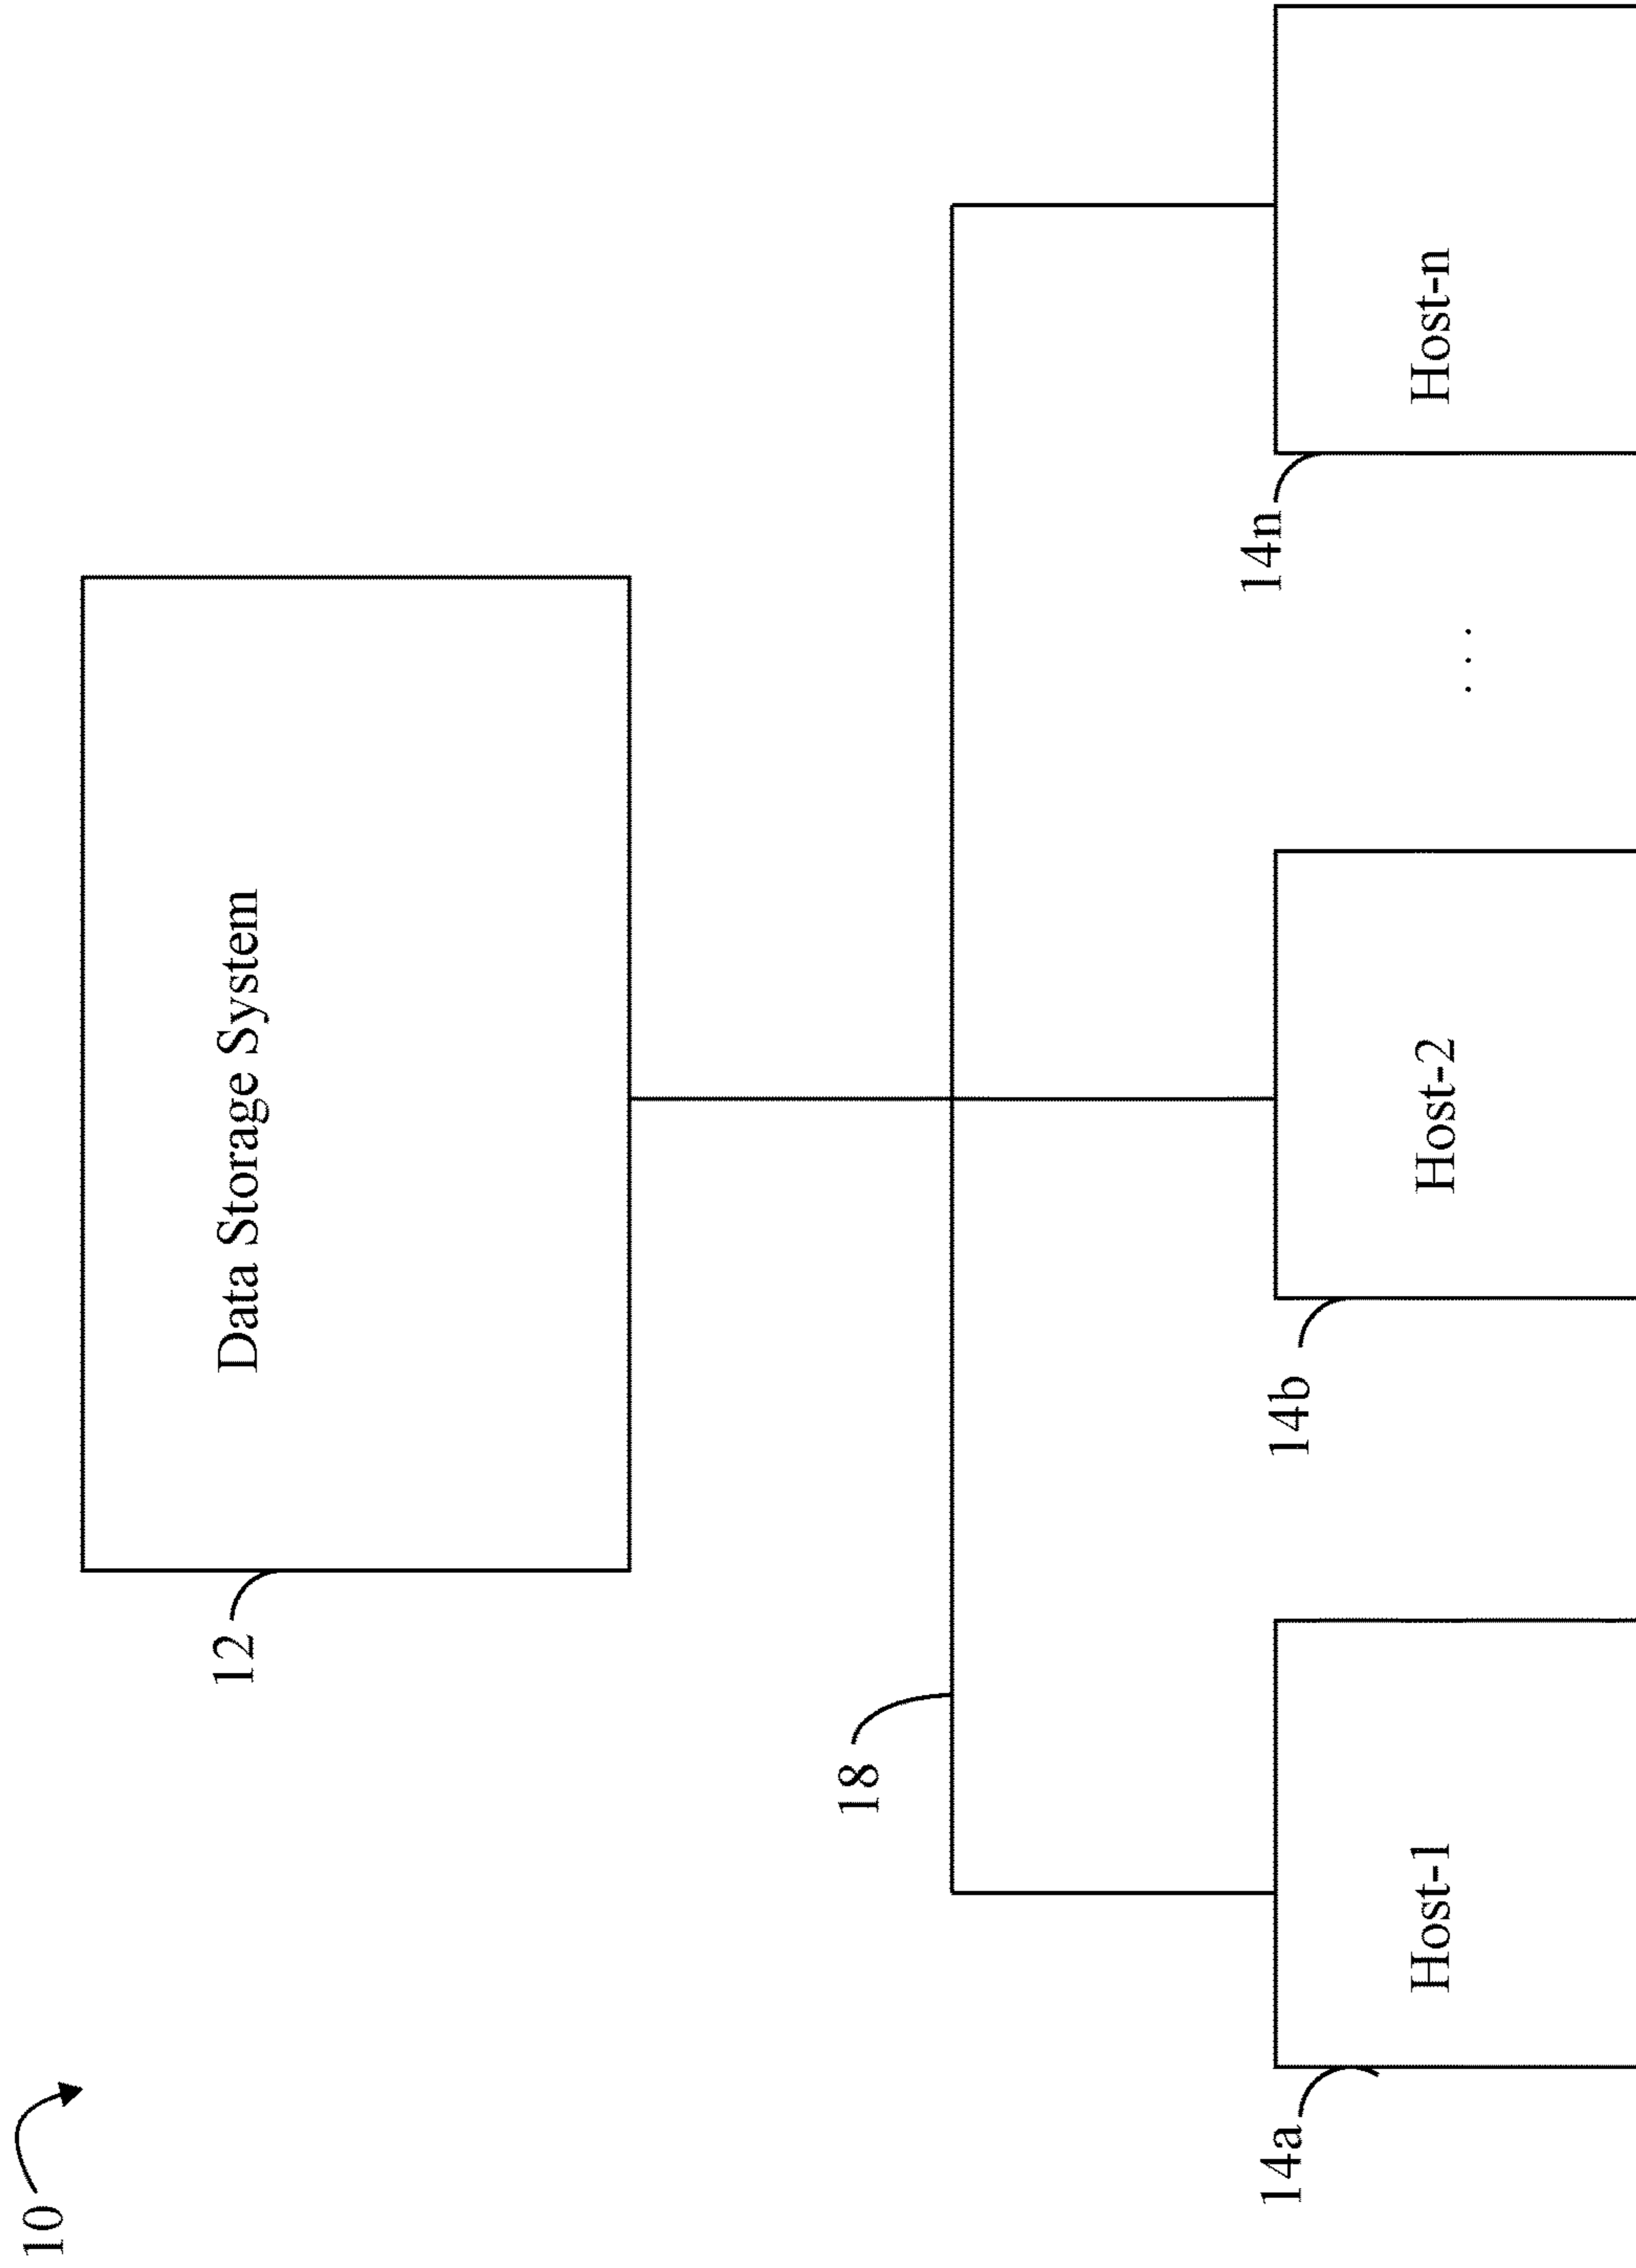 10
12
Data Storage System
18
14a
Host-1
14b
Host-2
. . .
14n
Host-n